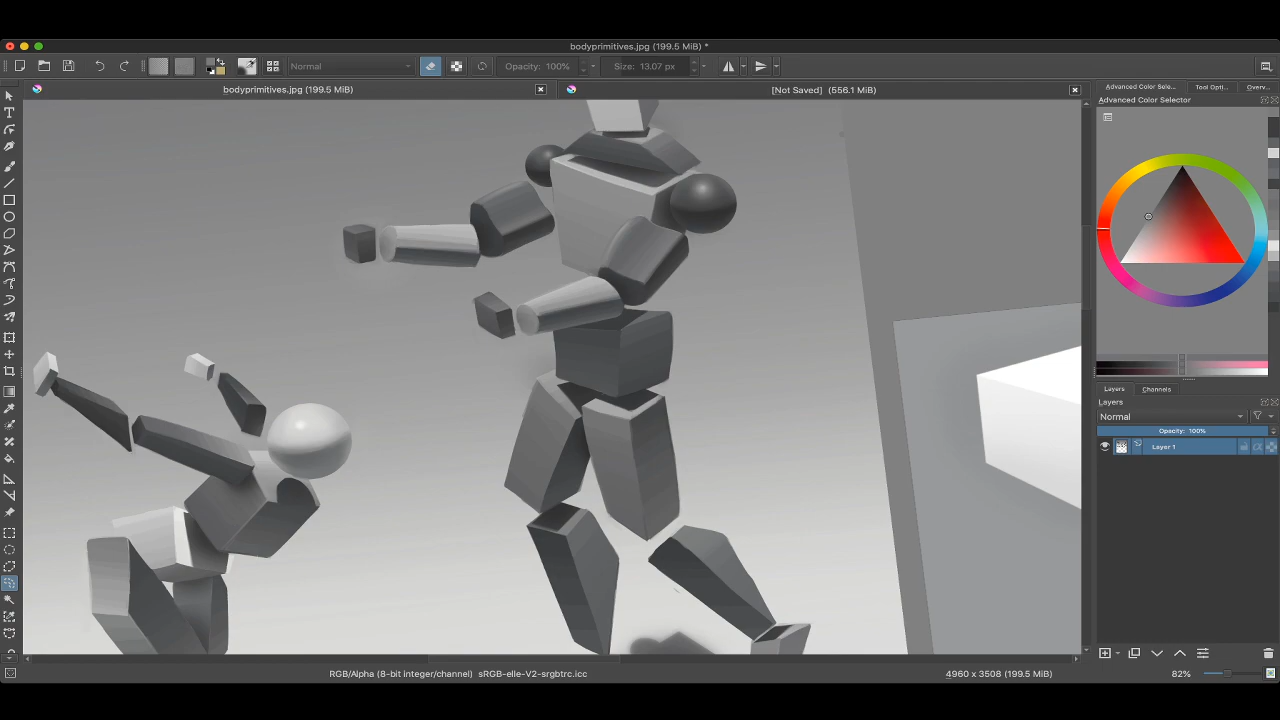 bodyprimitives.jpg (199.5 MiB) *
Normal
Opacity: 100%
Size: 13.07 px
bodyprimitives.jpg (199.5 MiB)
[Not Saved] (556.1 MiB)
Advanced Color Sele...
Tool Opti...
Overv...
Advanced Color Selector
Layers
Channels
Layers
Normal
Opacity: 100%
Layer 1
RGB/Alpha (8-bit integer/channel) sRGB-elle-V2-srgbtrc.icc
4960 x 3508 (199.5 MiB)
82%